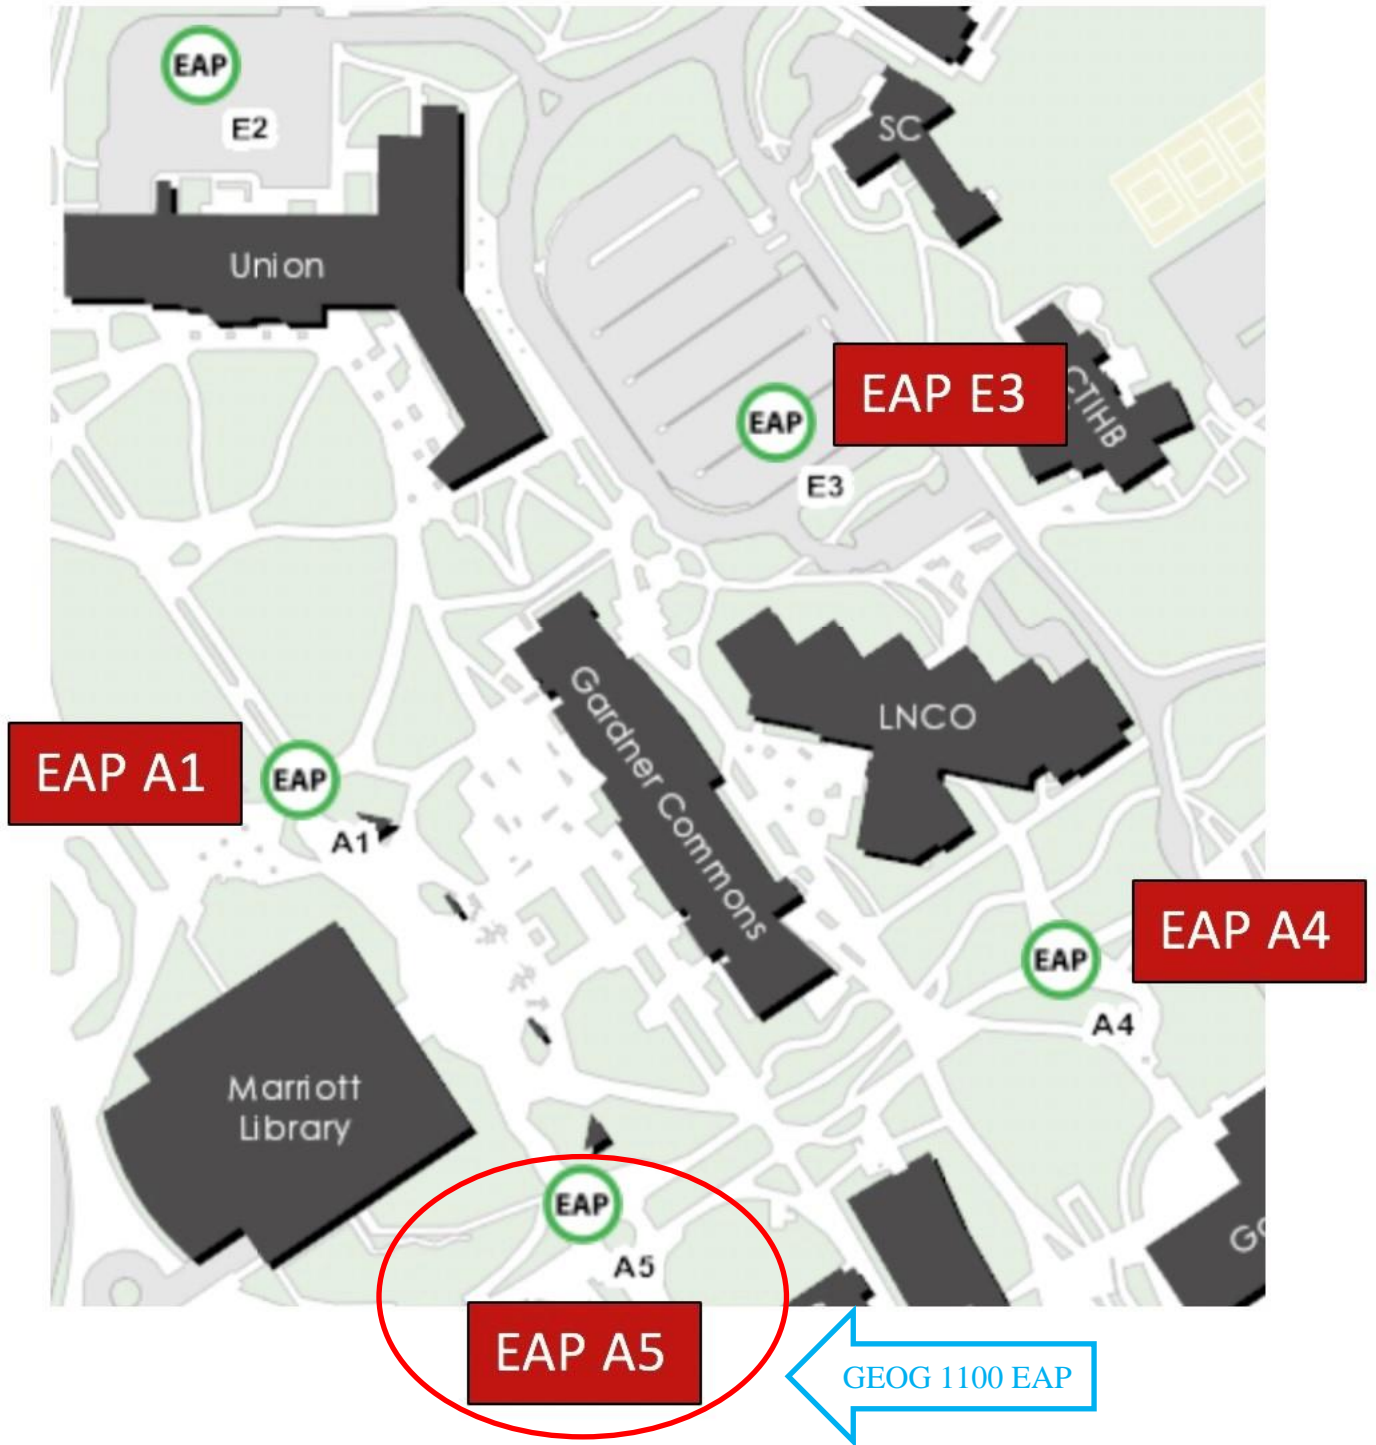 EAP
E2
SC
Union
EAP E3
CTIHB
EAP
E3
Gardner Commons
LNCO
EAP A1
EAP
A1
EAP A4
EAP
A4
Marriott
Library
EAP
A5
EAP A5
GEOG 1100 EAP